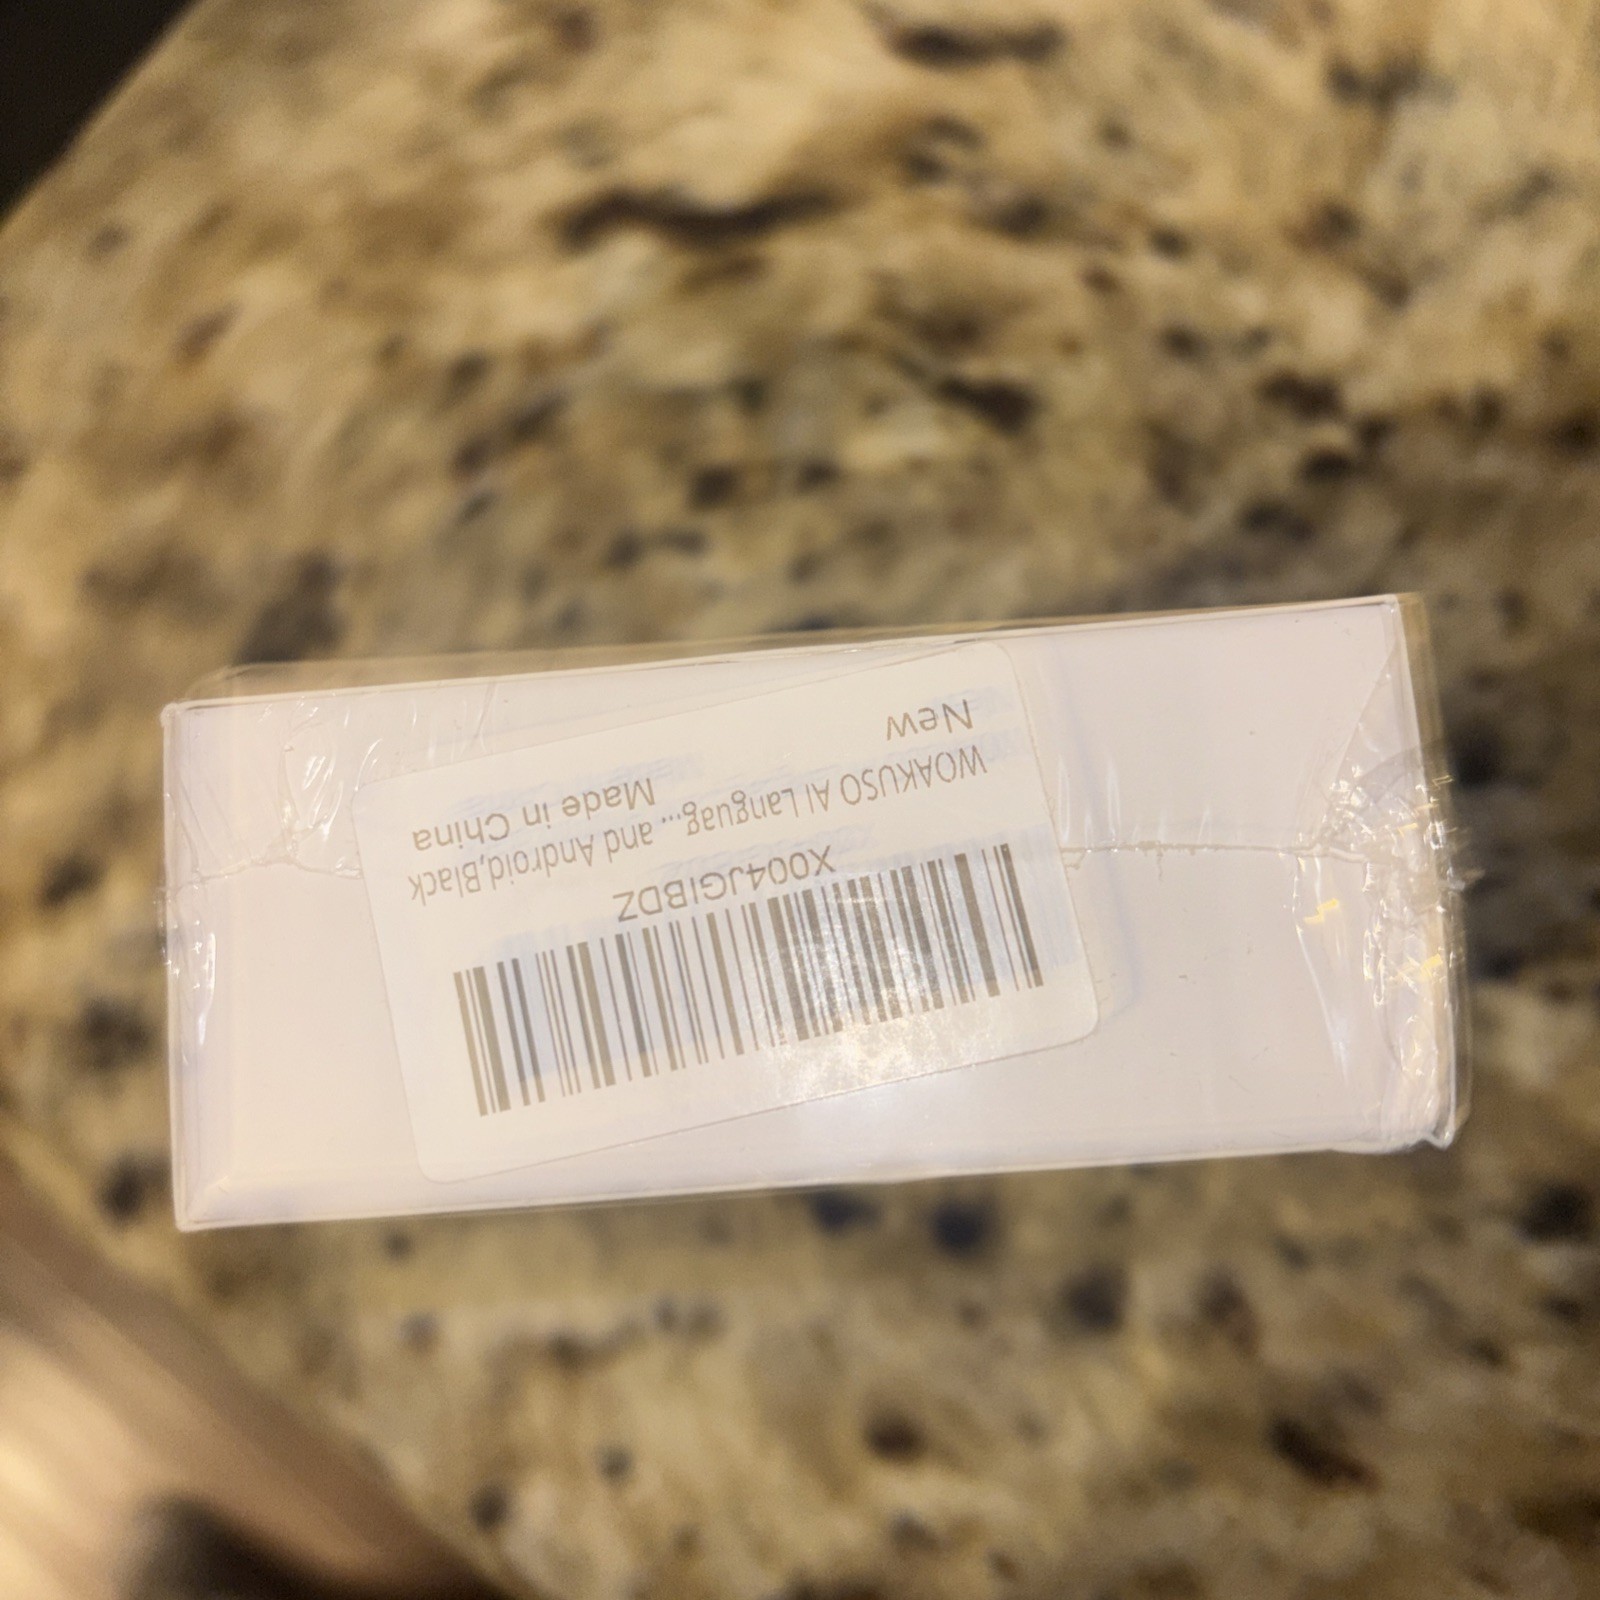 X004JGIBDZ
WOAKUSO AI Languag... and Android,Black
New
Made in China